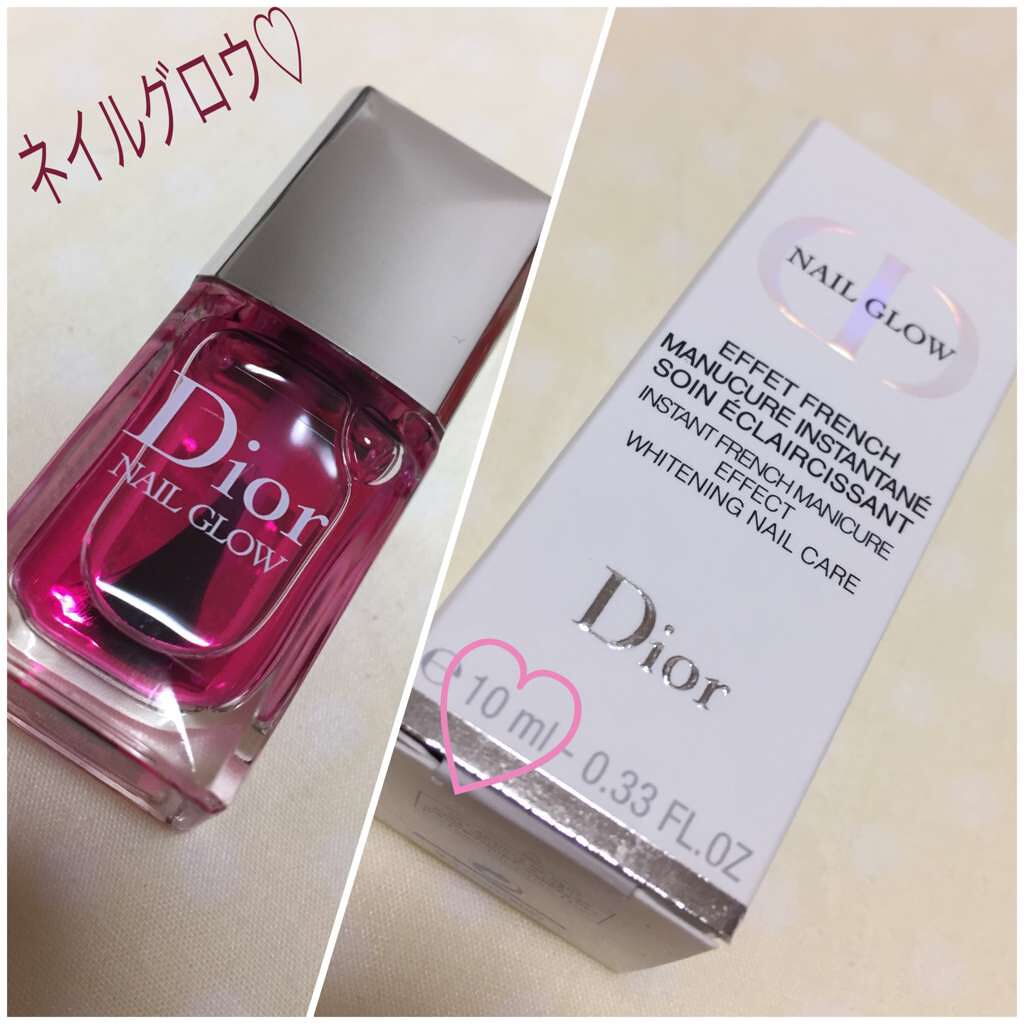 ネイルグロウ♡
Dior
NAIL GLOW
NAIL GLOW
EFFET FRENCH
MANUCURE INSTANTANÉ
SOIN ÉCLAIRCISSANT
INSTANT FRENCH MANICURE
EFFECT
WHITENING NAIL CARE
Dior
℮ 10 ml - 0.33 FL.OZ